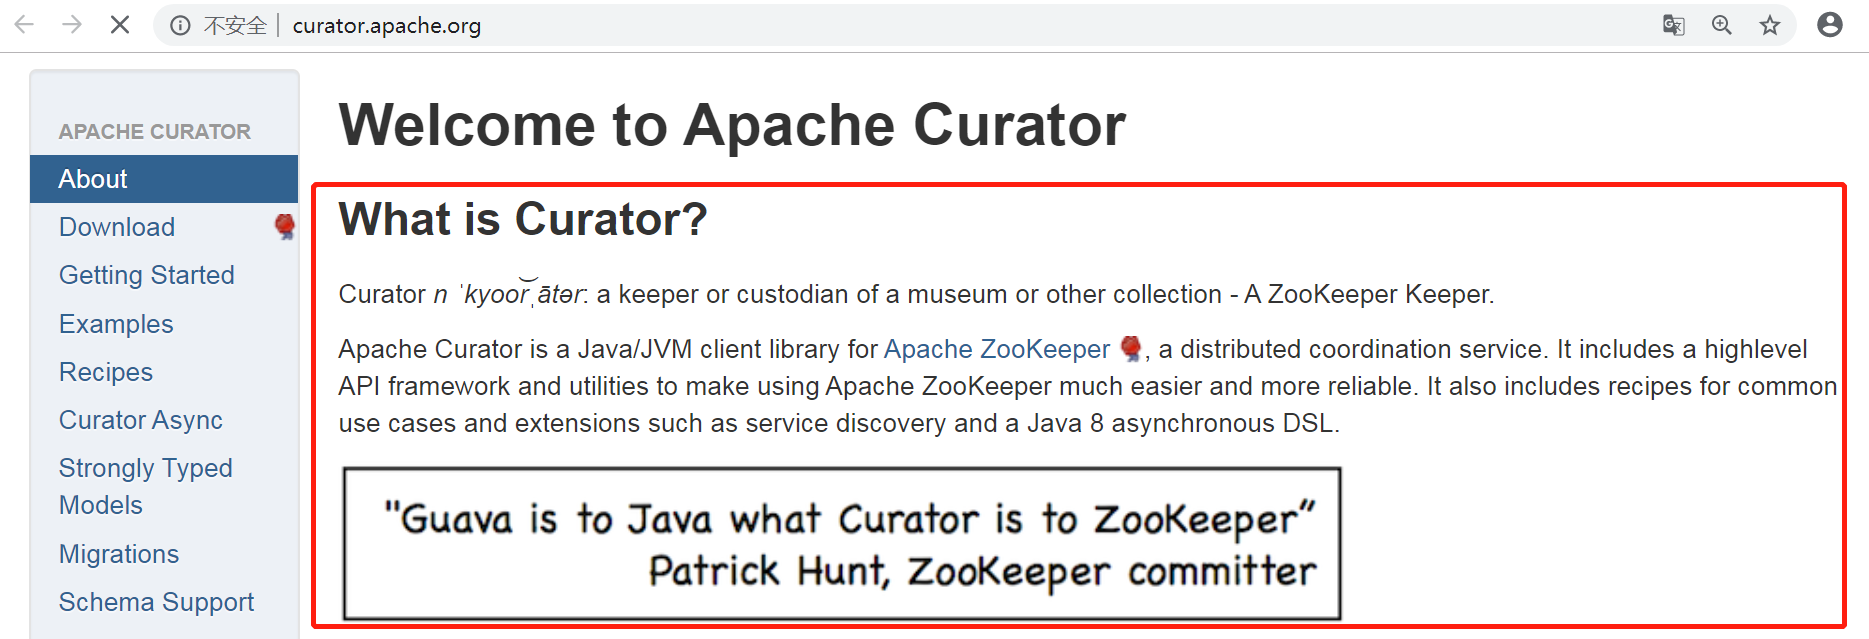 不安全 curator.apache.org
APACHE CURATOR
About
Download
Getting Started
Examples
Recipes
Curator Async
Strongly Typed
Models
Migrations
Schema Support
Welcome to Apache Curator
What is Curator?
Curator n ˈkyoor͝ˌātər: a keeper or custodian of a museum or other collection - A ZooKeeper Keeper.
Apache Curator is a Java/JVM client library for Apache ZooKeeper , a distributed coordination service. It includes a highlevel
API framework and utilities to make using Apache ZooKeeper much easier and more reliable. It also includes recipes for common
use cases and extensions such as service discovery and a Java 8 asynchronous DSL.
"Guava is to Java what Curator is to ZooKeeper”
Patrick Hunt, ZooKeeper committer